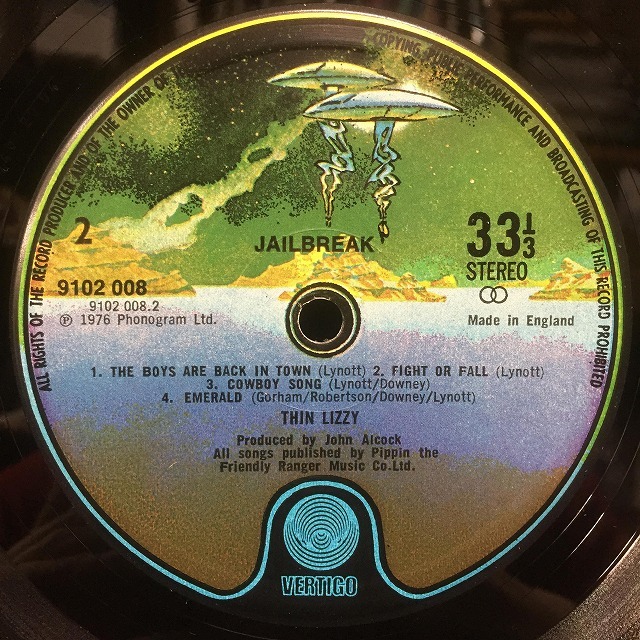 ALL RIGHTS OF THE RECORD PRODUCER AND OF THE OWNER OF
COPYING, PUBLIC PERFORMANCE AND BROADCASTING OF THIS RECORD PROHIBITED
2
JAILBREAK
33⅓
STEREO
9102 008
9102 008.2
℗ 1976 Phonogram Ltd.
Made in England
1. THE BOYS ARE BACK IN TOWN (Lynott) 2. FIGHT OR FALL (Lynott)
3. COWBOY SONG (Lynott/Downey)
4. EMERALD (Gorham/Robertson/Downey/Lynott)
THIN LIZZY
Produced by John Alcock
All songs published by Pippin the
Friendly Ranger Music Co.Ltd.
VERTIGO